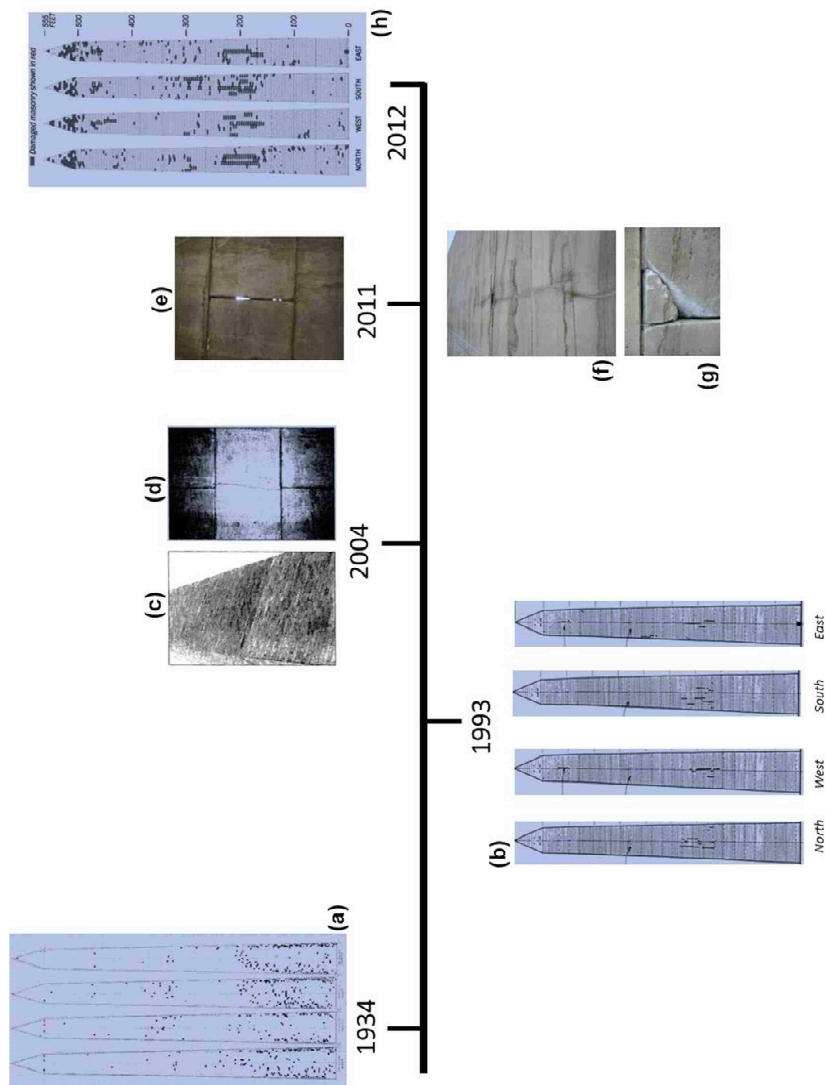 (a)
1934
(b)
North
West
South
East
1993
(c)
(d)
2004
(e)
2011
(f)
(g)
Damaged masonry shown in red
555 FEET
500
400
300
200
100
0
NORTH
WEST
SOUTH
EAST
(h)
2012